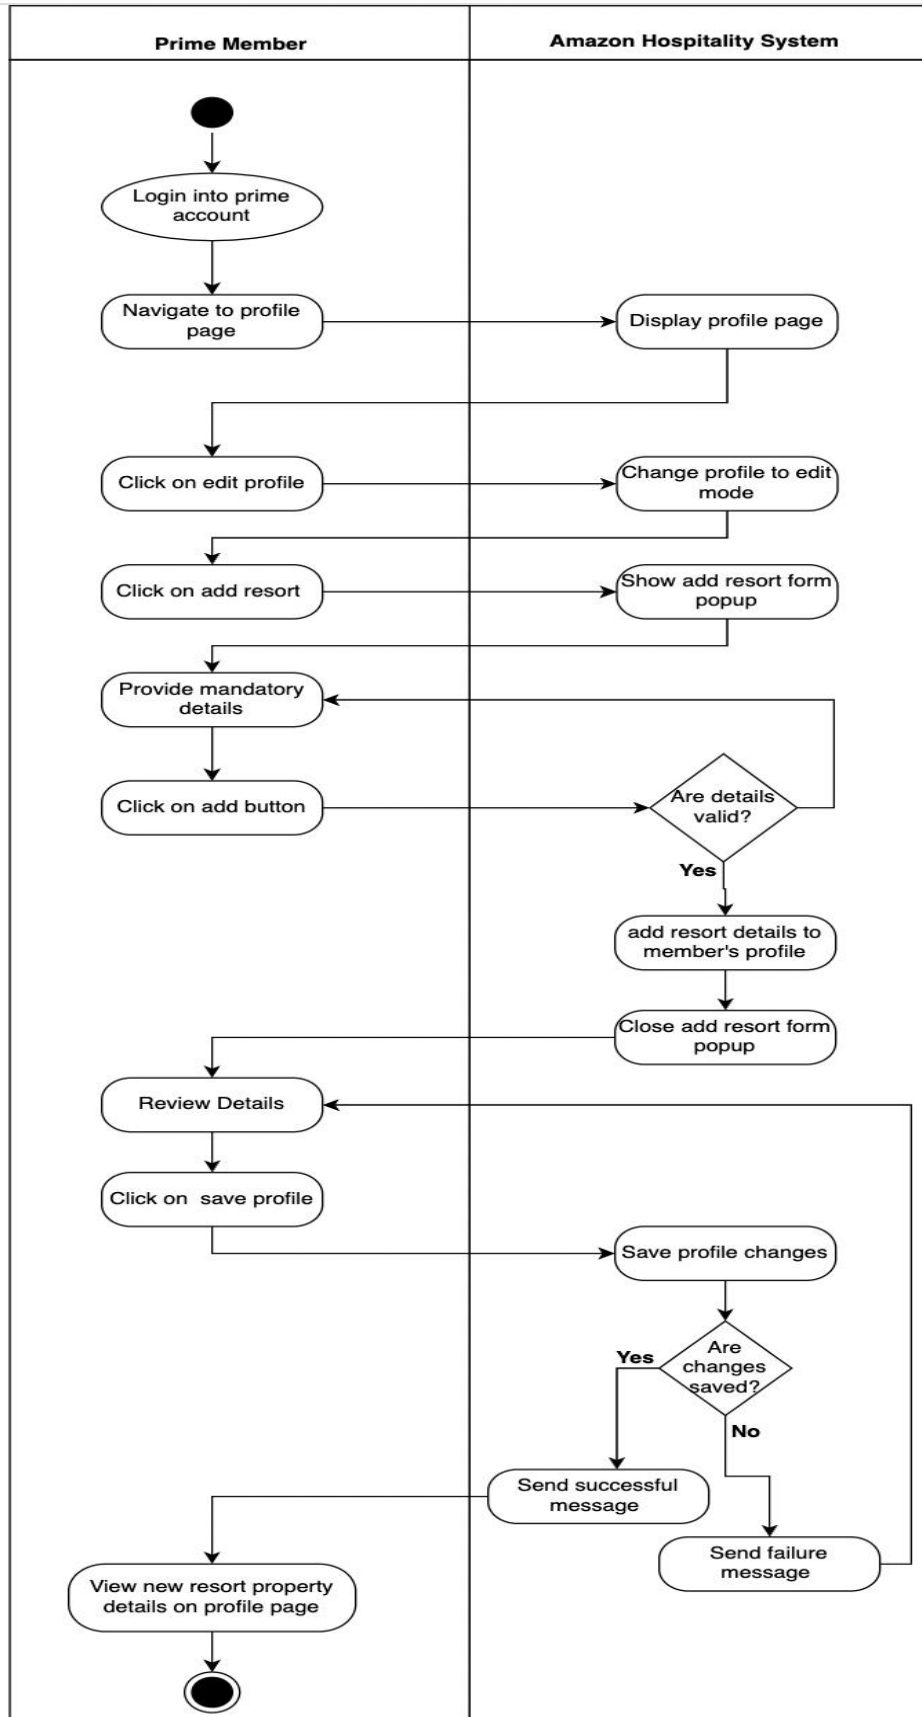 Prime Member
Amazon Hospitality System
Login into prime
account
Navigate to profile
page
Display profile page
Click on edit profile
Change profile to edit
mode
Click on add resort
Show add resort form
popup
Provide mandatory
details
Click on add button
Are details
valid?
Yes
add resort details to
member's profile
Close add resort form
popup
Review Details
Click on save profile
Save profile changes
Are
changes
saved?
Yes
No
Send successful
message
Send failure
message
View new resort property
details on profile page